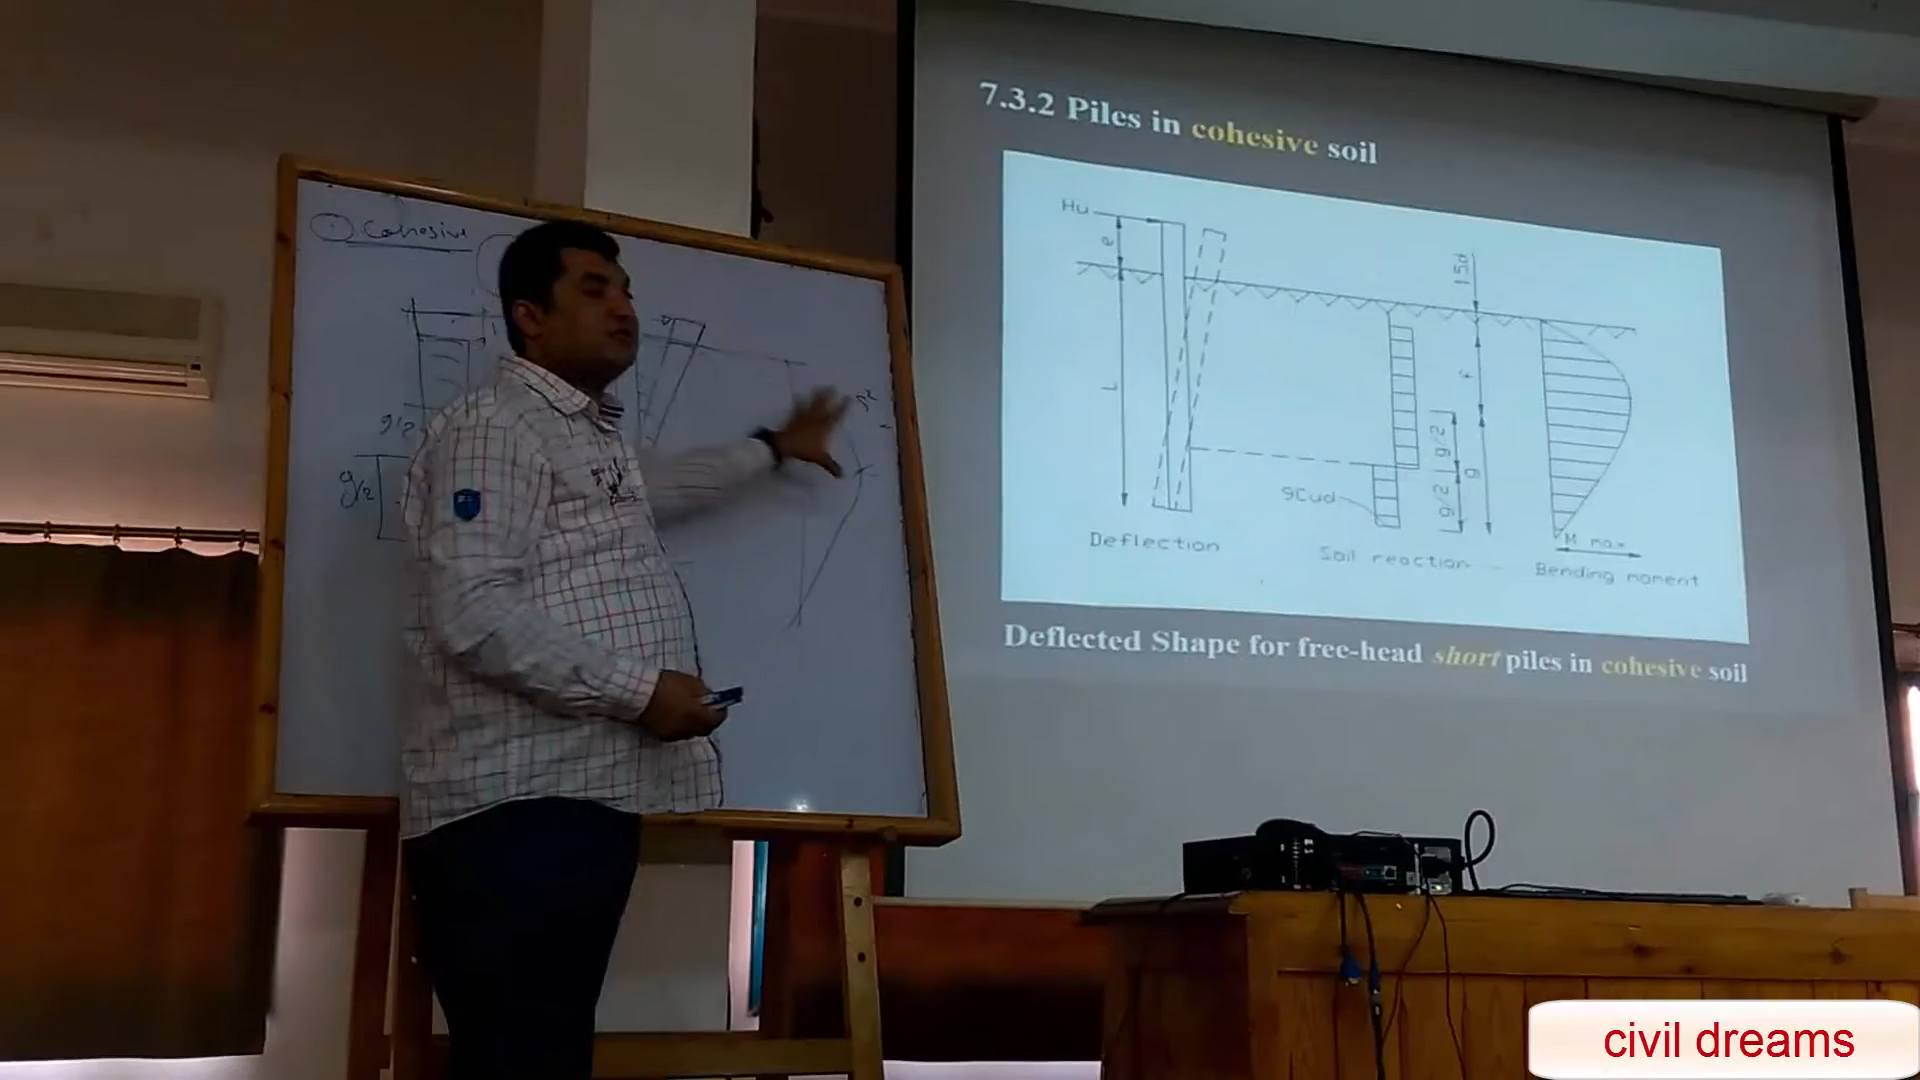 7.3.2 Piles in cohesive soil
Hu
e
L
15d
f
g/2
g
g/2
9Cud
M max
Deflection
Soil reaction
Bending moment
Deflected Shape for free-head short piles in cohesive soil
① Cohesive
g/2
g/2
civil dreams